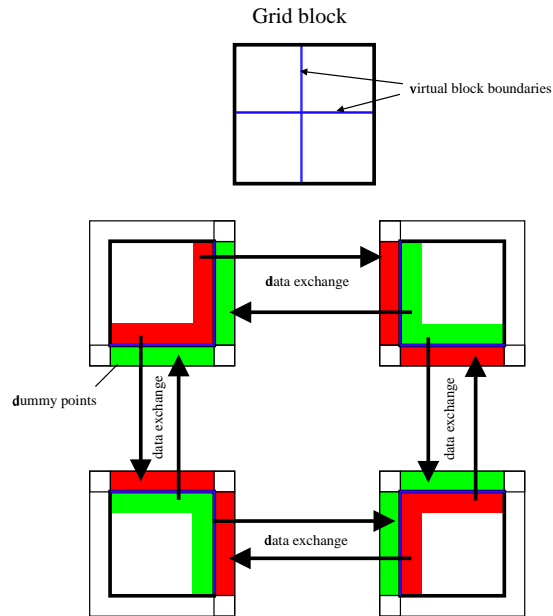 Grid block
virtual block boundaries
data exchange
dummy points
data exchange
data exchange
data exchange